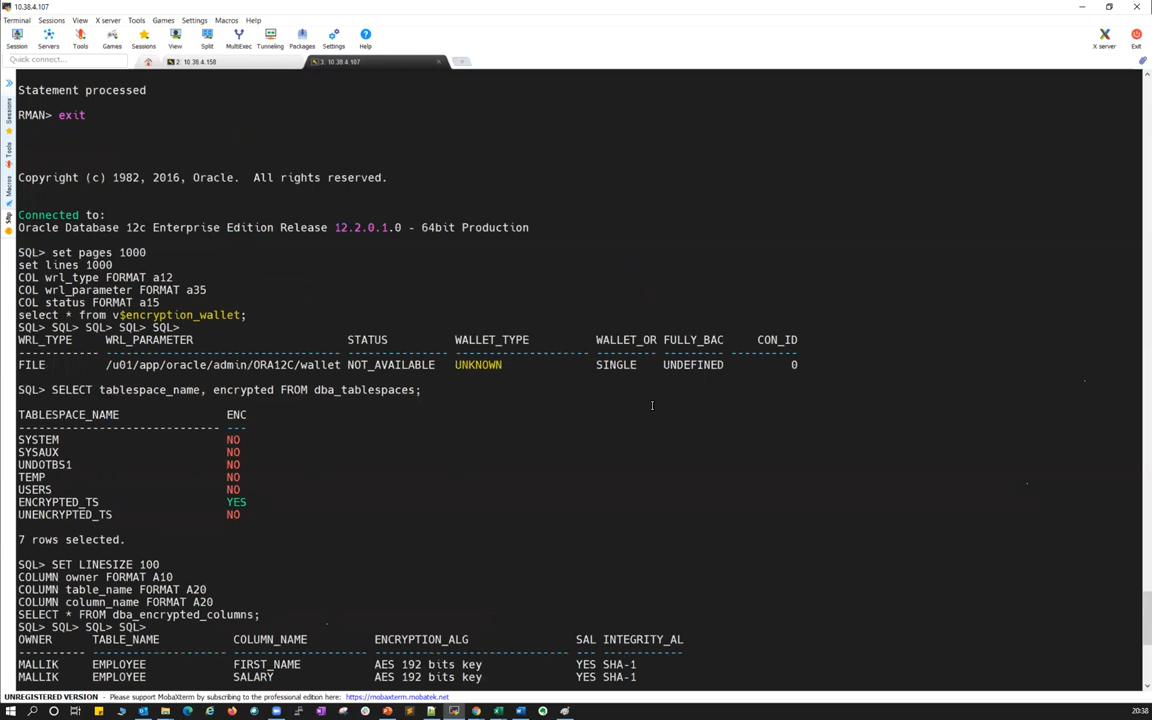 10.38.4.107
Terminal Sessions View X server Tools Games Settings Macros Help
Session Servers Tools Games Sessions View Split MultiExec Tunneling Packages Settings Help X server Exit
Quick connect... 2. 10.38.4.158 3. 10.38.4.107
Sessions
Tools
Macros
Sftp
Statement processed
RMAN> exit
Copyright (c) 1982, 2016, Oracle.  All rights reserved.
Connected to:
Oracle Database 12c Enterprise Edition Release 12.2.0.1.0 - 64bit Production
SQL> set pages 1000
set lines 1000
COL wrl_type FORMAT a12
COL wrl_parameter FORMAT a35
COL status FORMAT a15
select * from v$encryption_wallet;
SQL> SQL> SQL> SQL> SQL>
WRL_TYPE WRL_PARAMETER STATUS WALLET_TYPE WALLET_OR FULLY_BAC CON_ID
------------ ----------------------------------- --------------- -------------------- --------- --------- ----------
FILE /u01/app/oracle/admin/ORA12C/wallet NOT_AVAILABLE UNKNOWN SINGLE UNDEFINED 0
SQL> SELECT tablespace_name, encrypted FROM dba_tablespaces;
TABLESPACE_NAME ENC
------------------------------ ---
SYSTEM NO
SYSAUX NO
UNDOTBS1 NO
TEMP NO
USERS NO
ENCRYPTED_TS YES
UNENCRYPTED_TS NO
7 rows selected.
SQL> SET LINESIZE 100
COLUMN owner FORMAT A10
COLUMN table_name FORMAT A20
COLUMN column_name FORMAT A20
SELECT * FROM dba_encrypted_columns;
SQL> SQL> SQL> SQL>
OWNER TABLE_NAME COLUMN_NAME ENCRYPTION_ALG SAL INTEGRITY_AL
---------- -------------------- -------------------- ----------------------------- --- ------------
MALLIK EMPLOYEE FIRST_NAME AES 192 bits key YES SHA-1
MALLIK EMPLOYEE SALARY AES 192 bits key YES SHA-1
UNREGISTERED VERSION - Please support MobaXterm by subscribing to the professional edition here: https://mobaxterm.mobatek.net
20:38